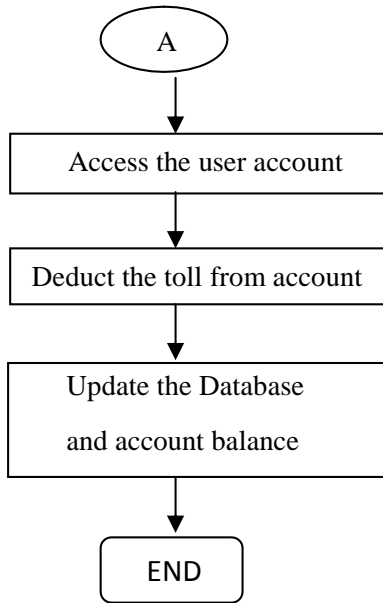 A
Access the user account
Deduct the toll from account
Update the Database
and account balance
END